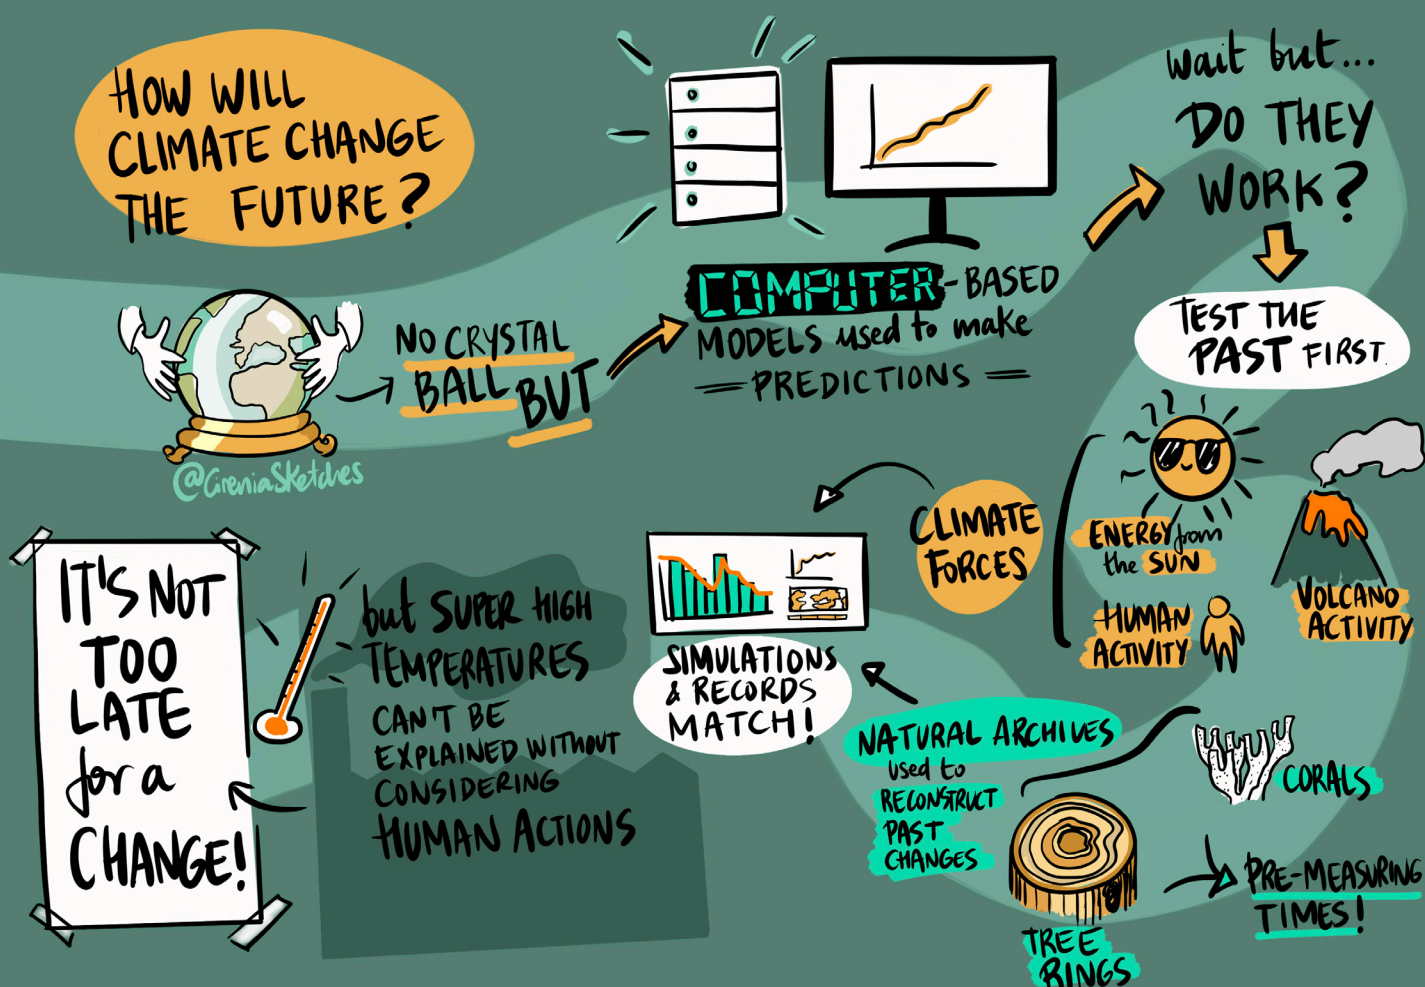 HOW WILL
CLIMATE CHANGE
THE FUTURE?
@CireniaSketches
NO CRYSTAL
BALL BUT
COMPUTER-BASED
MODELS used to make
PREDICTIONS
wait but...
DO THEY
WORK?
TEST THE
PAST FIRST
ENERGY from
the SUN
VOLCANO
ACTIVITY
HUMAN
ACTIVITY
CLIMATE
FORCES
NATURAL ARCHIVES
used to
RECONSTRUCT
PAST
CHANGES
CORALS
TREE
RINGS
PRE-MEASURING
TIMES!
SIMULATIONS
& RECORDS
MATCH!
but SUPER HIGH
TEMPERATURES
CAN'T BE
EXPLAINED WITHOUT
CONSIDERING
HUMAN ACTIONS
IT'S NOT
TOO
LATE
for a
CHANGE!